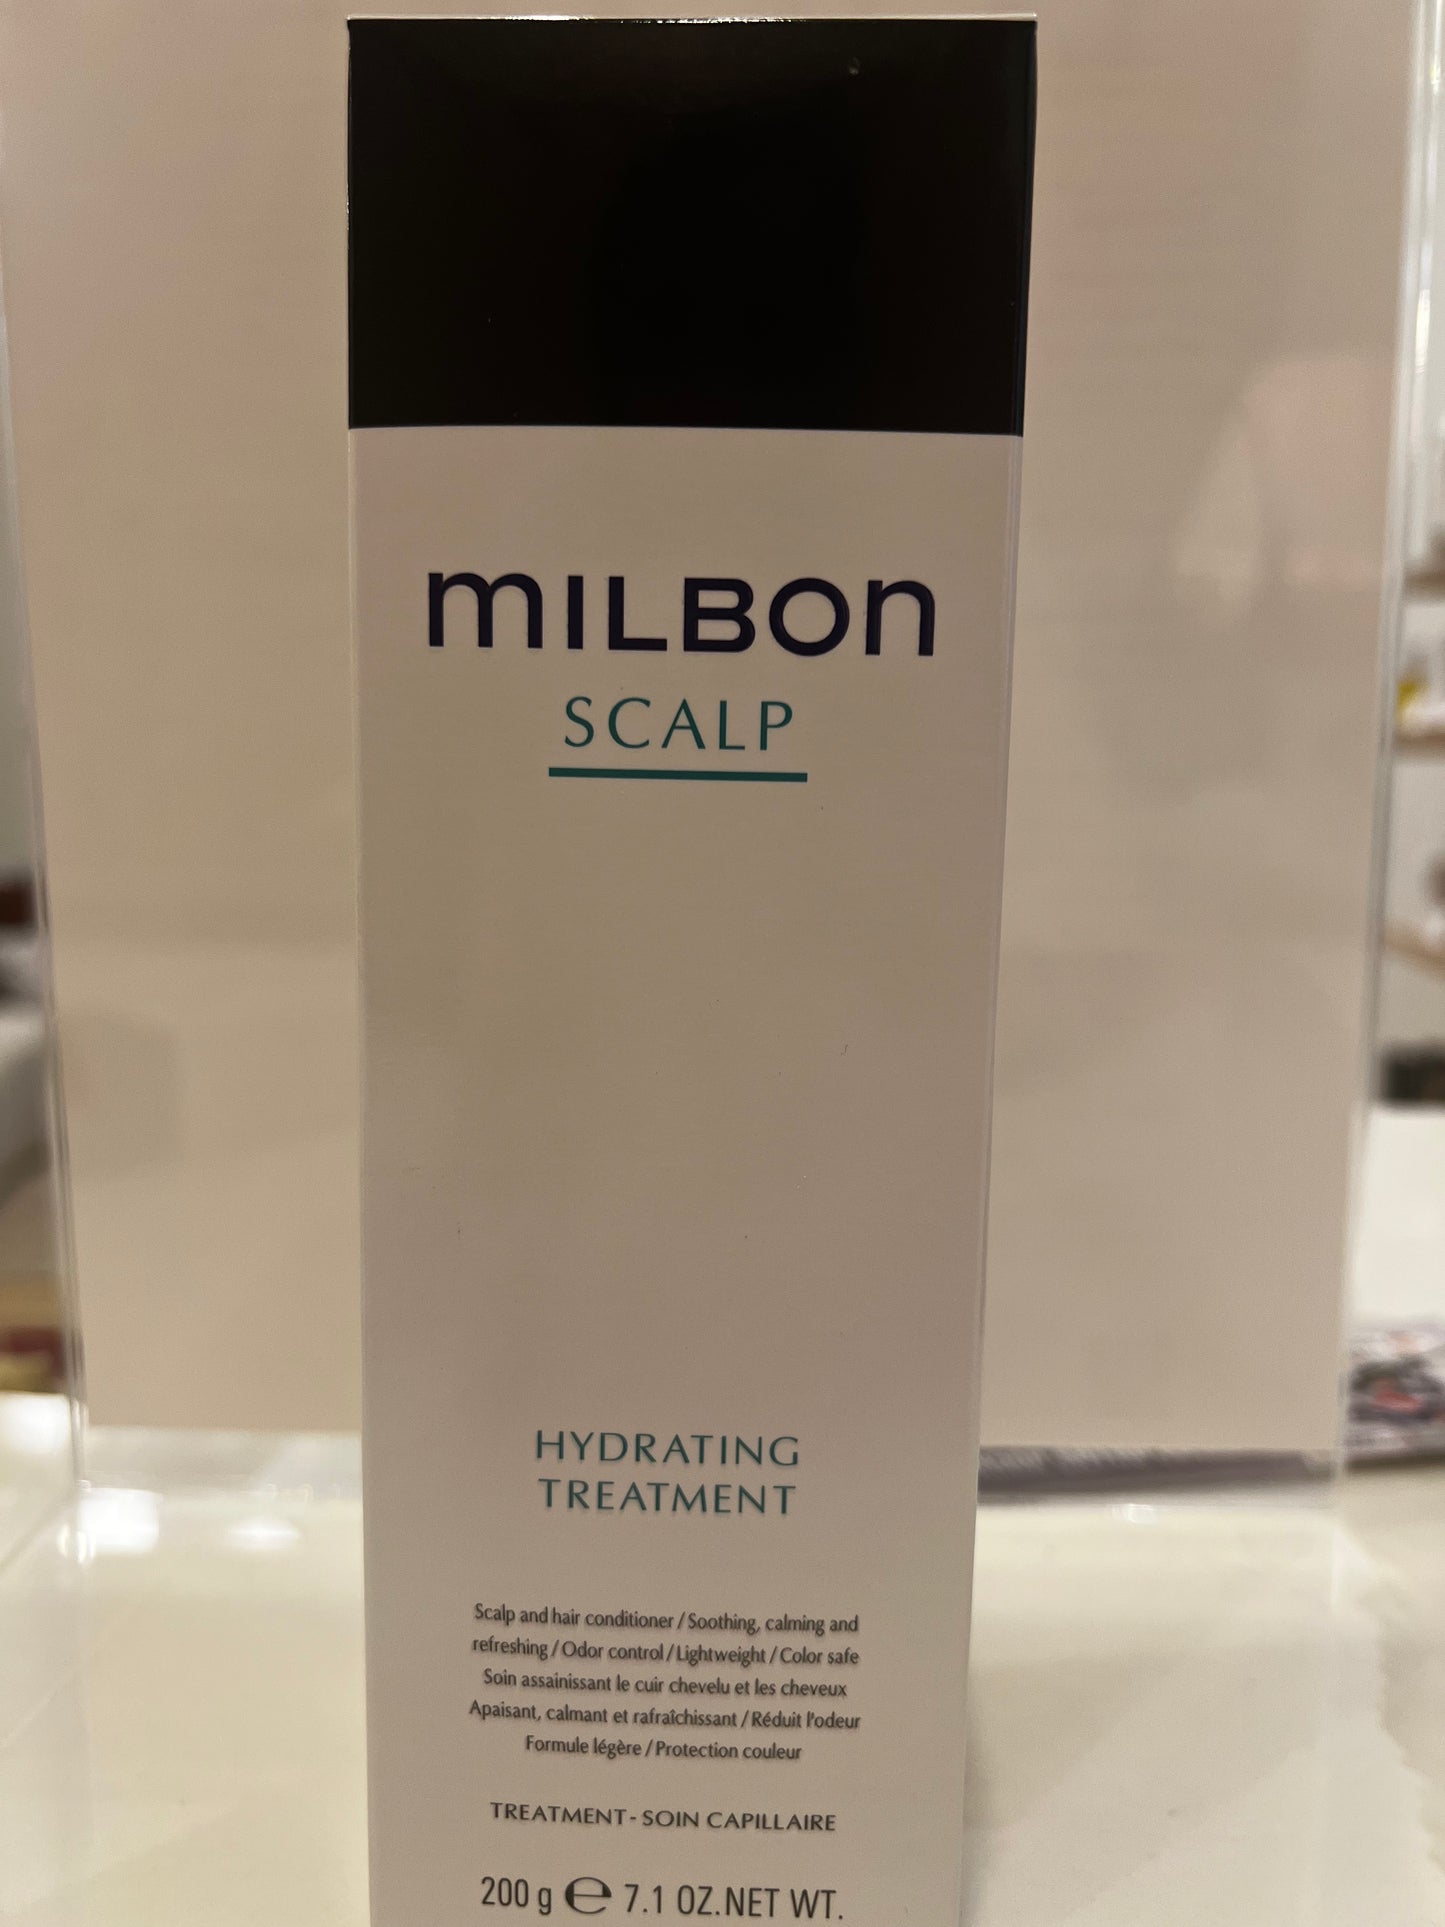 MILBON
SCALP
HYDRATING
TREATMENT
Scalp and hair conditioner / Soothing, calming and
refreshing / Odor control / Lightweight / Color safe
Soin assainissant le cuir chevelu et les cheveux
Apaisant, calmant et rafraîchissant / Réduit l'odeur
Formule légère / Protection couleur
TREATMENT - SOIN CAPILLAIRE
200 g ℮ 7.1 OZ.NET WT.